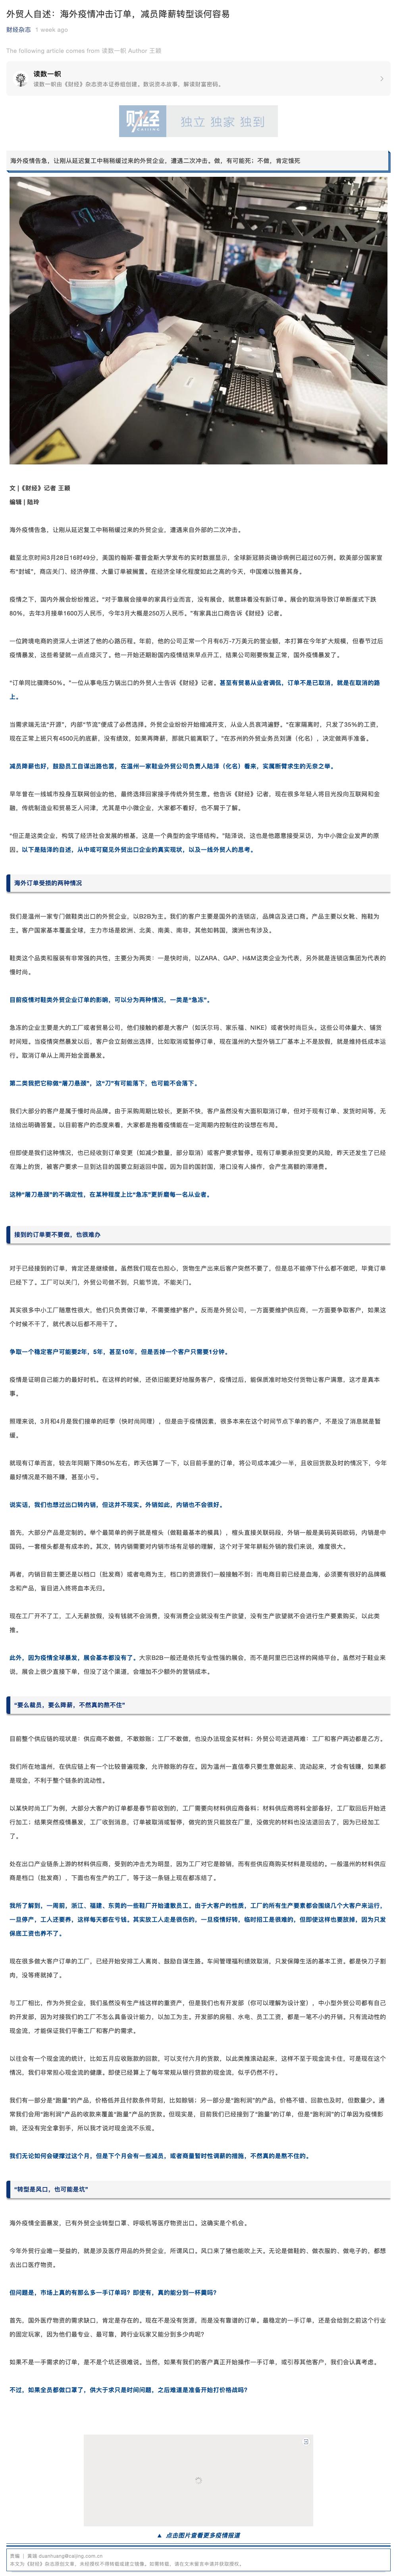 外贸人自述：海外疫情冲击订单，减员降薪转型谈何容易
财经杂志 1 week ago
The following article comes from 读数一帜 Author 王颖
读数一帜
读数一帜由《财经》杂志资本证券组创建，数说资本故事，解读财富密码。
财经
CAIJING
独立 独家 独到
海外疫情告急，让刚从延迟复工中稍稍缓过来的外贸企业，遭遇二次冲击。做，有可能死；不做，肯定饿死
文 |《财经》记者 王颖
编辑 | 陆玲
海外疫情告急，让刚从延迟复工中稍稍缓过来的外贸企业，遭遇来自外部的二次冲击。
截至北京时间3月28日16时49分，美国约翰斯·霍普金斯大学发布的实时数据显示，全球新冠肺炎确诊病例已超过60万例。欧美部分国家宣
布“封城”，商店关门、经济停摆、大量订单被搁置。在经济全球化程度如此之高的今天，中国难以独善其身。
疫情之下，国内外展会纷纷推迟。“对于靠展会接单的家具行业而言，没有展会，就意味着没有新订单。展会的取消导致订单断崖式下跌
80%，去年3月接单1600万人民币，今年3月大概是250万人民币。”有家具出口商告诉《财经》记者。
一位跨境电商的资深人士讲述了他的心路历程。年前，他的公司正常一个月有6万-7万美元的营业额，本打算在今年扩大规模，但春节过后
疫情暴发，这些希望就一点点熄灭了。他一开始还期盼国内疫情结束早点开工，结果公司刚要恢复正常，国外疫情暴发了。
“订单同比骤降50%。”一位从事电压力锅出口的外贸人士告诉《财经》记者，甚至有贸易从业者调侃，订单不是已取消，就是在取消的路
上。
当需求端无法“开源”，内部“节流”便成了必然选择。外贸企业纷纷开始缩减开支，从业人员哀鸿遍野。“在家隔离时，只发了35%的工资，
现在正常上班只有4500元的底薪，没有绩效，如果再降薪，那就只能离职了。”在苏州的外贸业务员刘潇（化名），决定做两手准备。
减员降薪也好，鼓励员工自谋出路也罢，在温州一家鞋业外贸公司负责人陆泽（化名）看来，实属断臂求生的无奈之举。
早年曾在一线城市投身互联网创业的他，最终选择回家接手传统外贸生意。他告诉《财经》记者，现在很多年轻人将目光投向互联网和金
融，传统制造业和贸易乏人问津，尤其是中小微企业，大家都不看好，也不屑于了解。
“但正是这类企业，构筑了经济社会发展的根基，这是一个典型的金字塔结构。”陆泽说，这也是他愿意接受采访，为中小微企业发声的原
因。以下是陆泽的自述，从中或可窥见外贸出口企业的真实现状，以及一线外贸人的思考。
海外订单受损的两种情况
我们是温州一家专门做鞋类出口的外贸企业，以B2B为主。我们的客户主要是国外的连锁店，品牌店及进口商。产品主要以女靴、拖鞋为
主。客户国家基本覆盖全球，主力市场是欧洲、北美、南美、南非，其他如韩国，澳洲也有涉及。
鞋类这个品类和服装有非常强的共性，主要分为两类：一是快时尚，以ZARA、GAP、H&M这类企业为代表，另外就是连锁店集团为代表的
慢时尚。
目前疫情对鞋类外贸企业订单的影响，可以分为两种情况，一类是“急冻”。
急冻的企业主要是大的工厂或者贸易公司，他们接触的都是大客户（如沃尔玛、家乐福、NIKE）或者快时尚巨头。这些公司体量大、铺货
时间短。当疫情突然暴发以后，客户会立刻做出选择，比如取消或暂停订单，现在温州的大型外销工厂基本上不是放假，就是维持低成本运
行。取消订单从上周开始全面暴发。
第二类我把它称做“屠刀悬颈”，这“刀”有可能落下，也可能不会落下。
我们大部分的客户是属于慢时尚品牌。由于采购周期比较长，更新不快，客户虽然没有大面积取消订单，但对于现有订单、发货时间等，无
法给出明确答复。以目前客户的态度来看，大家都是抱着疫情能在一定周期内控制住的设想在布局。
但即使是我们这种情况，也已经收到订单变更（如减少数量，部分取消）或客户要求暂停。现有订单要承担变更的风险，昨天还发生了已经
在海上的货，被客户要求一旦到达目的国要立刻返回中国。因为目的国封国，港口没有人操作，会产生高额的滞港费。
这种“屠刀悬颈”的不确定性，在某种程度上比“急冻”更折磨每一名从业者。
接到的订单要不要做，也很难办
对于已经接到的订单，肯定还是继续做。虽然我们现在也担心，货物生产出来后客户突然不要了，但是总不能停下什么都不做吧，毕竟订单
已经下了。工厂可以关门，外贸公司做不到，只能节流，不能关门。
其实很多中小工厂随意性很大，他们只负责做订单，不需要维护客户。反而是外贸公司，一方面要维护供应商，一方面要争取客户，如果这
个时候不干了，就代表以后都不用干了。
争取一个稳定客户可能要2年，5年，甚至10年，但是丢掉一个客户只需要1分钟。
疫情是证明自己能力的最好时机。在这样的时候，还依旧能更好地服务客户，疫情过后，能保质准时地交付货物让客户满意，这才是真本
事。
照理来说，3月和4月是我们接单的旺季（快时尚同理），但是由于疫情因素，很多本来在这个时间节点下单的客户，不是没了消息就是暂
缓。
就现有订单而言，较去年同期下降50%左右，昨天估算了一下，以目前手里的订单，将公司成本减少一半，且收回货款及时的情况下，今年
最好情况是不赔不赚，甚至小亏。
说实话，我们也想过出口转内销，但这并不现实。外销如此，内销也不会很好。
首先，大部分产品是定制的。举个最简单的例子就是楦头（做鞋最基本的模具），楦头直接关联码段，外销一般是美码英码欧码，内销是中
国码。一套楦头都是有成本的。其次，转内销需要对内销市场有足够的理解，这个对于常年耕耘外销的我们来说，难度很大。
再者，内销目前主要还是以档口（批发商）或者电商为主，档口的资源我们一般接触不到；而电商目前已经是血海，必须要有很好的品牌概
念和产品，盲目进入终将血本无归。
现在工厂开不了工，工人无薪放假，没有钱就不会消费，没有消费企业就没有生产欲望，没有生产欲望就不会进行生产要素购买，以此类
推。
此外，因为疫情全球暴发，展会基本都没有了。大宗B2B一般还是依托专业性强的展会，而不是阿里巴巴这样的网络平台。虽然对于鞋业来
说，展会上很少直接下单，但没了这个渠道，会增加不少额外的营销成本。
“要么裁员，要么降薪，不然真的熬不住”
目前整个供应链的现状是：供应商不敢做，不敢赊账；工厂不敢做，也没办法现金买材料；外贸公司进退两难：工厂和客户两边都是乙方。
我们所在地温州，在供应链上有一个比较普遍现象，允许赊账的存在。因为温州一直信奉只要生意做起来、流动起来，才会有钱赚，如果都
是现金，不利于整个链条的流动性。
以某快时尚工厂为例，大部分大客户的订单都是春节前收到的，工厂需要向材料供应商备料；材料供应商将料全部备好，工厂取回后开始进
行加工；结果突然疫情暴发，工厂收到消息，订单被取消或暂停，做完的货只能放在厂里，没做完的材料也没法退回去了，因为已经加工
了。
处在出口产业链条上游的材料供应商，受到的冲击尤为明显，因为工厂对它是赊销，而有些供应商购买材料是现结的。一般温州的材料供应
商是档口（批发商），下面也有生产的工厂，等于这一条链上现在都冻结了。
我所了解到，一周前，浙江、福建、东莞的一些鞋厂开始遣散员工。由于大客户的性质，工厂的所有生产要素都会围绕几个大客户来运行，
一旦停产，工人还要养，这样每天都在亏钱。其实放工人走是很伤的，一旦疫情好转，临时招工是很难的，但即使这样也要放掉，因为只发
保底工资也养不了。
现在很多做大客户订单的工厂，已经开始安排工人离岗、鼓励自谋生路。车间管理福利绩效取消，只发保障生活的基本工资。都是快刀子割
肉，没等疼就掉了。
与工厂相比，作为外贸企业，我们虽然没有生产线这样的重资产，但是我们也有开发部（你可以理解为设计室），中小型外贸公司都有自己
的开发部，因为对接我们的工厂不怎么具备设计能力，以加工为主。开发部的房租、水电、员工工资，都是一笔不小的开销。只有流动性的
现金流，才能保证我们平衡工厂和客户的需求。
以往会有一个现金流的统计，比如五月应收账款的回款，可以支付六月的货款，以此类推滚动起来，这样不至于现金流卡住，可是现在这个
情况，我们非常担心现金流的健康。即使已经算上了每年常规从银行贷款的现金流，似乎仍然不行。
我们有一部分是“跑量”的产品，价格低并且付款条件苛刻，比如赊销；另一部分是“跑利润”的产品，价格不错，回款也及时，但数量少。通
常我们会用“跑利润”产品的收款来覆盖“跑量”产品的货款。但现实是，目前我们已经接到了“跑量”的订单，但是“跑利润”的订单因为疫情影
响，还没有完全拿到手，所以我才说对现金流不乐观。
我们无论如何会硬撑过这个月，但是下个月会有一些减员，或者商量暂时性调薪的措施，不然真的是熬不住的。
“转型是风口，也可能是坑”
海外疫情全面暴发，已有外贸企业转型口罩、呼吸机等医疗物资出口。这确实是个机会。
今年外贸行业唯一受益的，就是涉及医疗用品的外贸企业，所谓风口。风口来了猪也能吹上天。无论是做鞋的、做衣服的、做电子的，都想
去出口医疗物资。
但问题是，市场上真的有那么多一手订单吗？即使有，真的能分到一杯羹吗？
首先，国外医疗物资的需求缺口，肯定是存在的，现在不是没有货源，而是没有靠谱的订单。最稳定的一手订单，还是会给到之前这个行业
的固定玩家，因为他们最专业、最可靠，跨行业玩家又能分到多少肉呢？
如果不是一手需求的订单，是不是个坑还很难说。当然，如果有我们的客户真正开始操作一手订单，或引荐其他客户，我们会认真考虑。
不过，如果全员都做口罩了，供大于求只是时间问题，之后难道是准备开始打价格战吗？
▲ 点击图片查看更多疫情报道
责编 | 黄端 duanhuang@caijing.com.cn
本文为《财经》杂志原创文章，未经授权不得转载或建立镜像。如需转载，请在文末留言申请并获取授权。